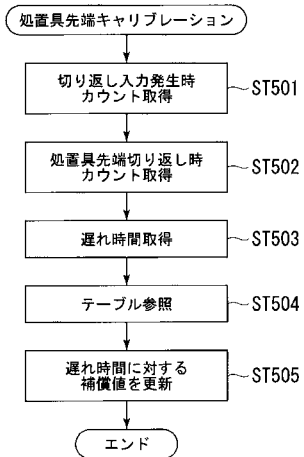 処置具先端キャリブレーション
切り返し入力発生時
カウント取得
ST501
処置具先端切り返し時
カウント取得
ST502
遅れ時間取得
ST503
テーブル参照
ST504
遅れ時間に対する
補償値を更新
ST505
エンド